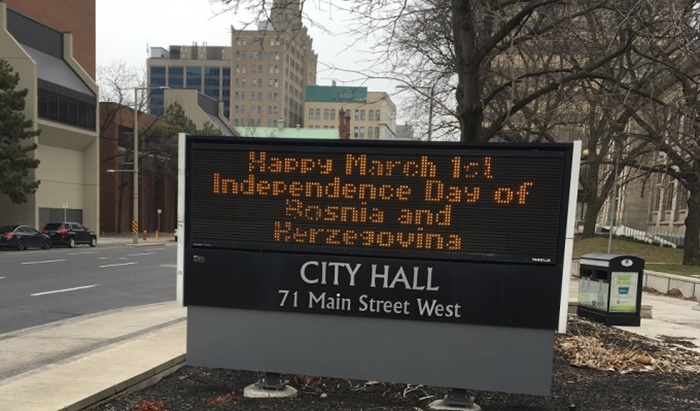 Happy March 1st
Independence Day of
Bosnia and
Herzegovina
CITY HALL
71 Main Street West